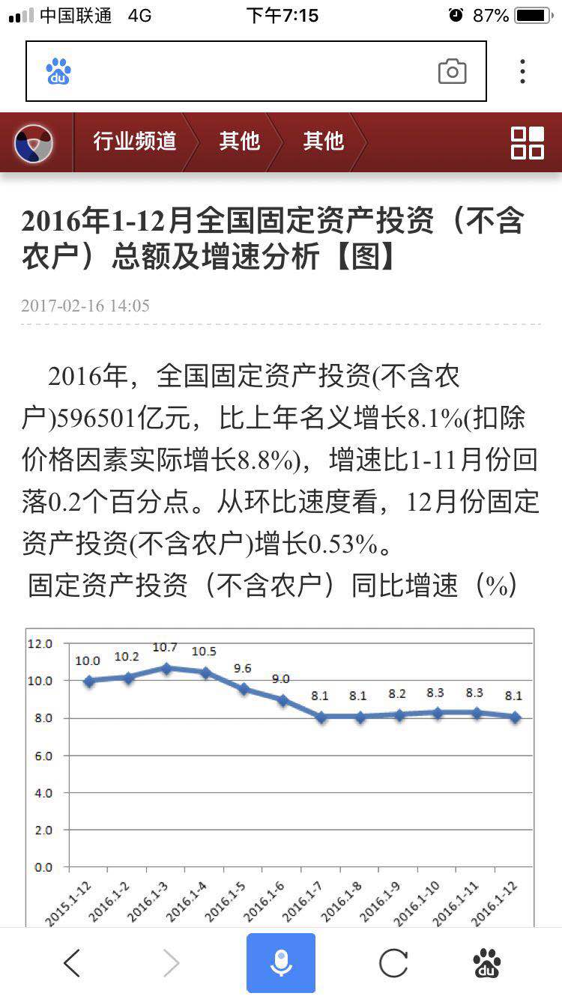 中国联通 4G 下午7:15 87%
du
行业频道 其他 其他
2016年1-12月全国固定资产投资（不含
农户）总额及增速分析【图】
2017-02-16 14:05
2016年，全国固定资产投资(不含农
户)596501亿元，比上年名义增长8.1%(扣除
价格因素实际增长8.8%)，增速比1-11月份回
落0.2个百分点。从环比速度看，12月份固定
资产投资(不含农户)增长0.53%。
固定资产投资（不含农户）同比增速（%）
12.0
10.0
8.0
6.0
4.0
2.0
0.0
10.0 10.2 10.7 10.5 9.6 9.0 8.1 8.1 8.2 8.3 8.3 8.1
2015.1-12 2016.1-2 2016.1-3 2016.1-4 2016.1-5 2016.1-6 2016.1-7 2016.1-8 2016.1-9 2016.1-10 2016.1-11 2016.1-12
du